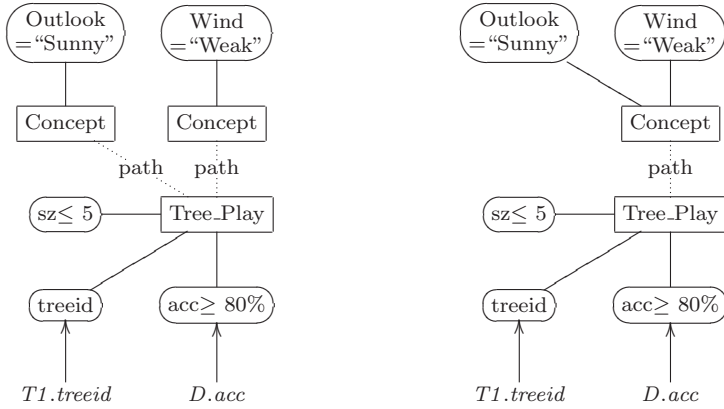 Outlook
=“Sunny”
Wind
=“Weak”
Concept
Concept
path
path
sz≤ 5
Tree_Play
treeid
acc≥ 80%
T1.treeid
D.acc
Outlook
=“Sunny”
Wind
=“Weak”
Concept
path
sz≤ 5
Tree_Play
treeid
acc≥ 80%
T1.treeid
D.acc